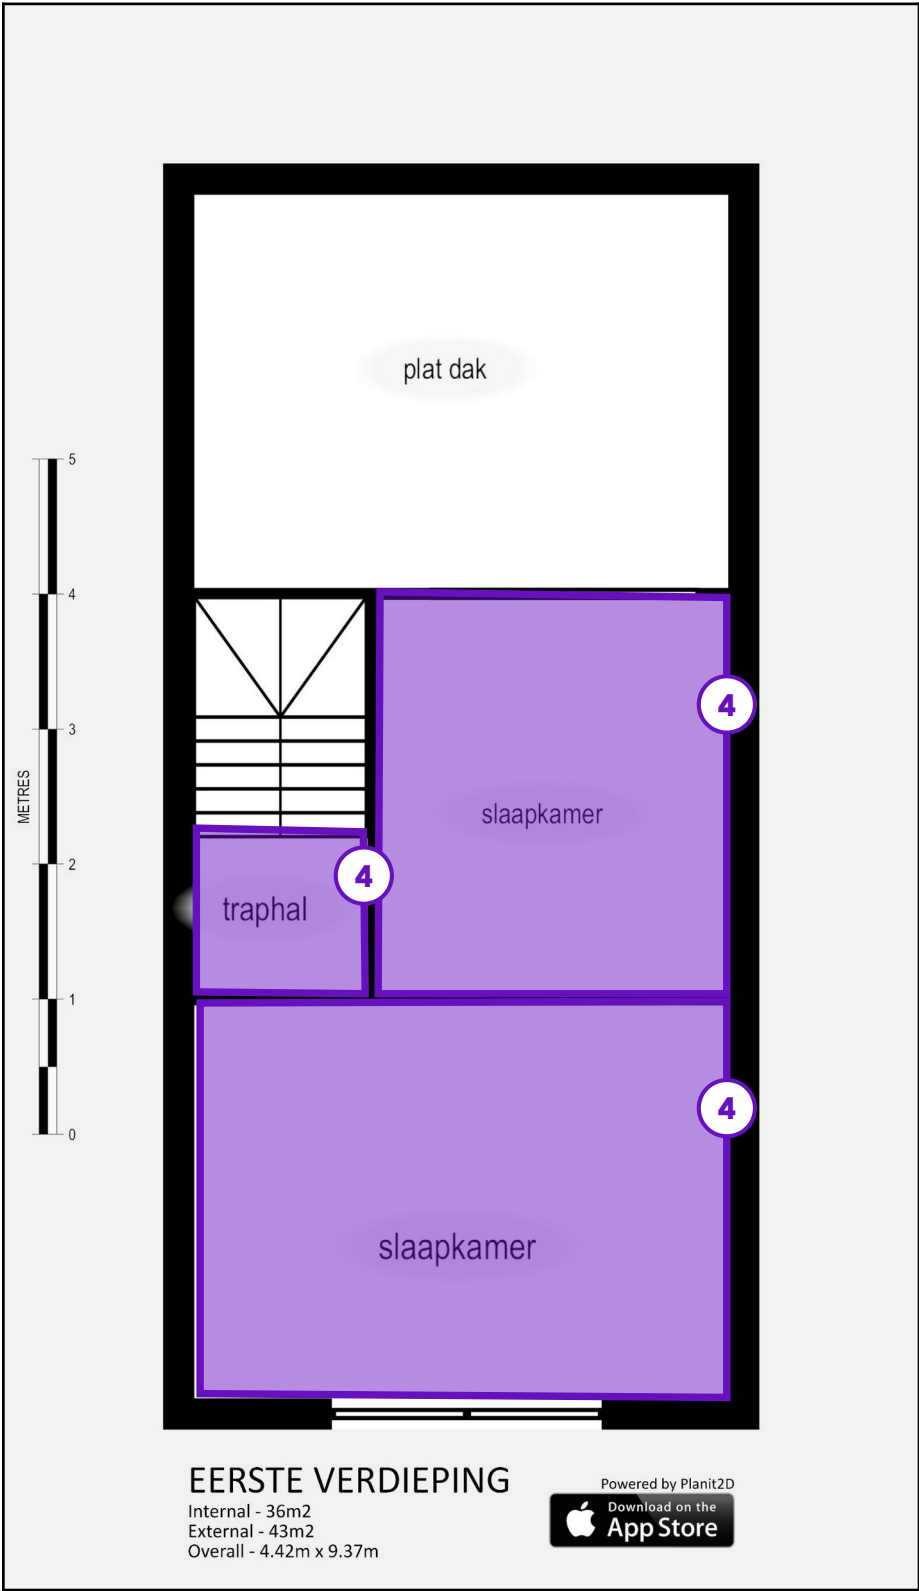 plat dak
5
4
3
2
1
0
METRES
4
slaapkamer
4
traphal
4
slaapkamer
EERSTE VERDIEPING
Internal - 36m2
External - 43m2
Overall - 4.42m x 9.37m
Powered by Planit2D
Download on the
App Store